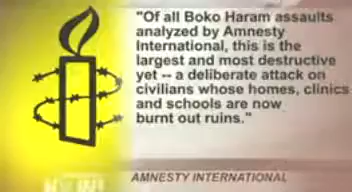 "Of all Boko Haram assaults
analyzed by Amnesty
International, this is the
largest and most destructive
yet -- a deliberate attack on
civilians whose homes, clinics
and schools are now
burnt out ruins."
AMNESTY INTERNATIONAL